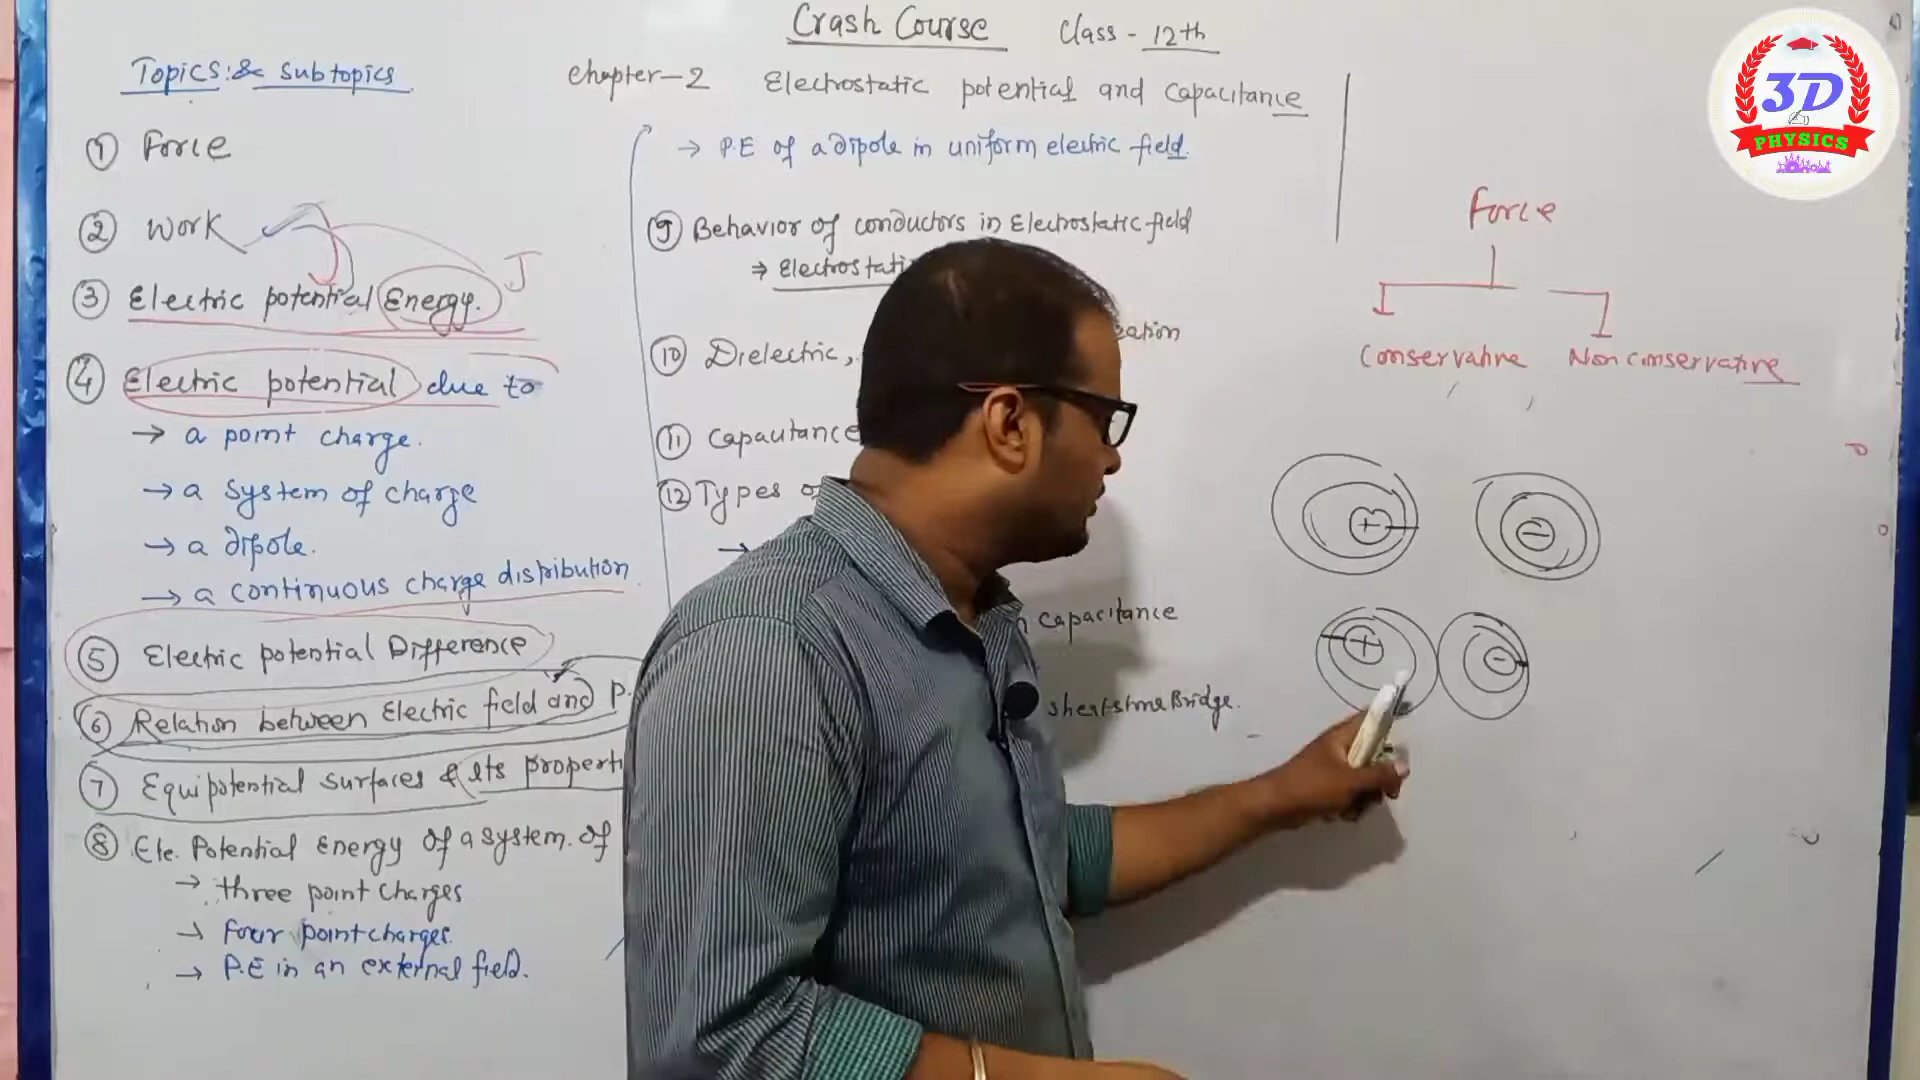 Crash Course Class - 12th
Topics & subtopics
Chapter-2 Electrostatic potential and capacitance
① Force
② Work
③ Electric potential Energy. J
④ Electric potential due to
→ a point charge.
→ a system of charge
→ a dipole.
→ a continuous charge distribution
⑤ Electric potential Difference
⑥ Relation between Electric field and P.
⑦ Equipotential surfaces & its properti
⑧ Ele. Potential Energy of a system of
→ three point charges
→ four point charges.
→ P.E in an external field.
→ P.E of a dipole in uniform electric field.
⑨ Behavior of conductors in Electrostatic field
⇒ Electrostati
⑩ Dielectric,
⑪ Capacitance
⑫ Types of
→
capacitance
Bridge.
Force
Conservative Nonconservative
+ −
+ −
3D
PHYSICS